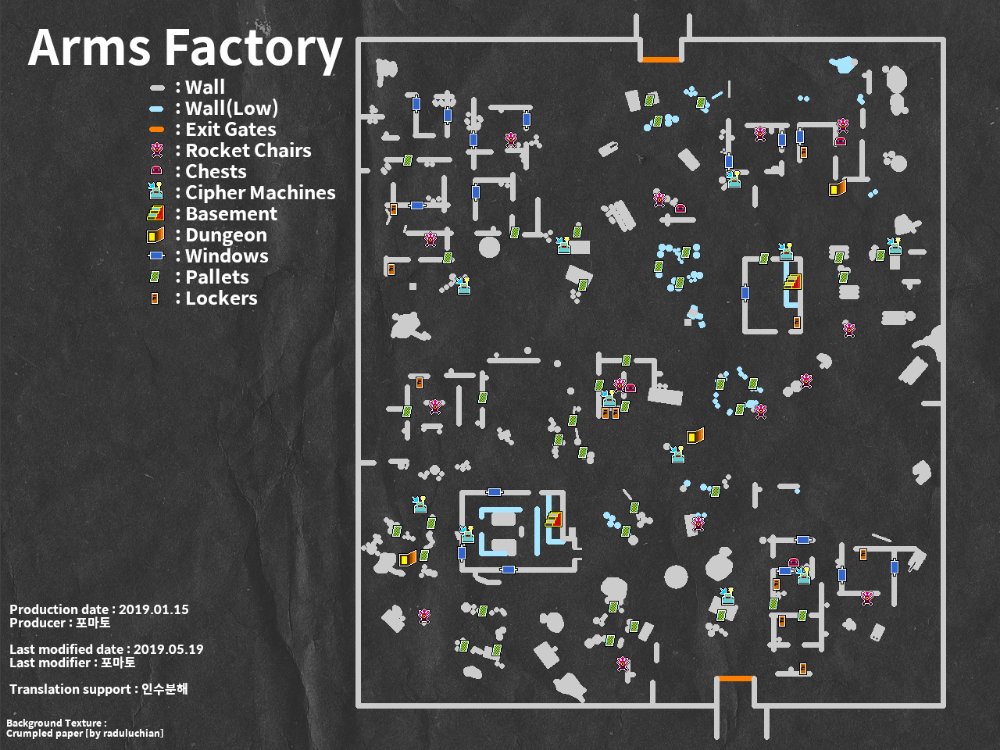 Arms Factory
: Wall
: Wall(Low)
: Exit Gates
: Rocket Chairs
: Chests
: Cipher Machines
: Basement
: Dungeon
: Windows
: Pallets
: Lockers
Production date : 2019.01.15
Producer : 포마토
Last modified date : 2019.05.19
Last modifier : 포마토
Translation support : 인수분해
Background Texture :
Crumpled paper [by raduluchian]